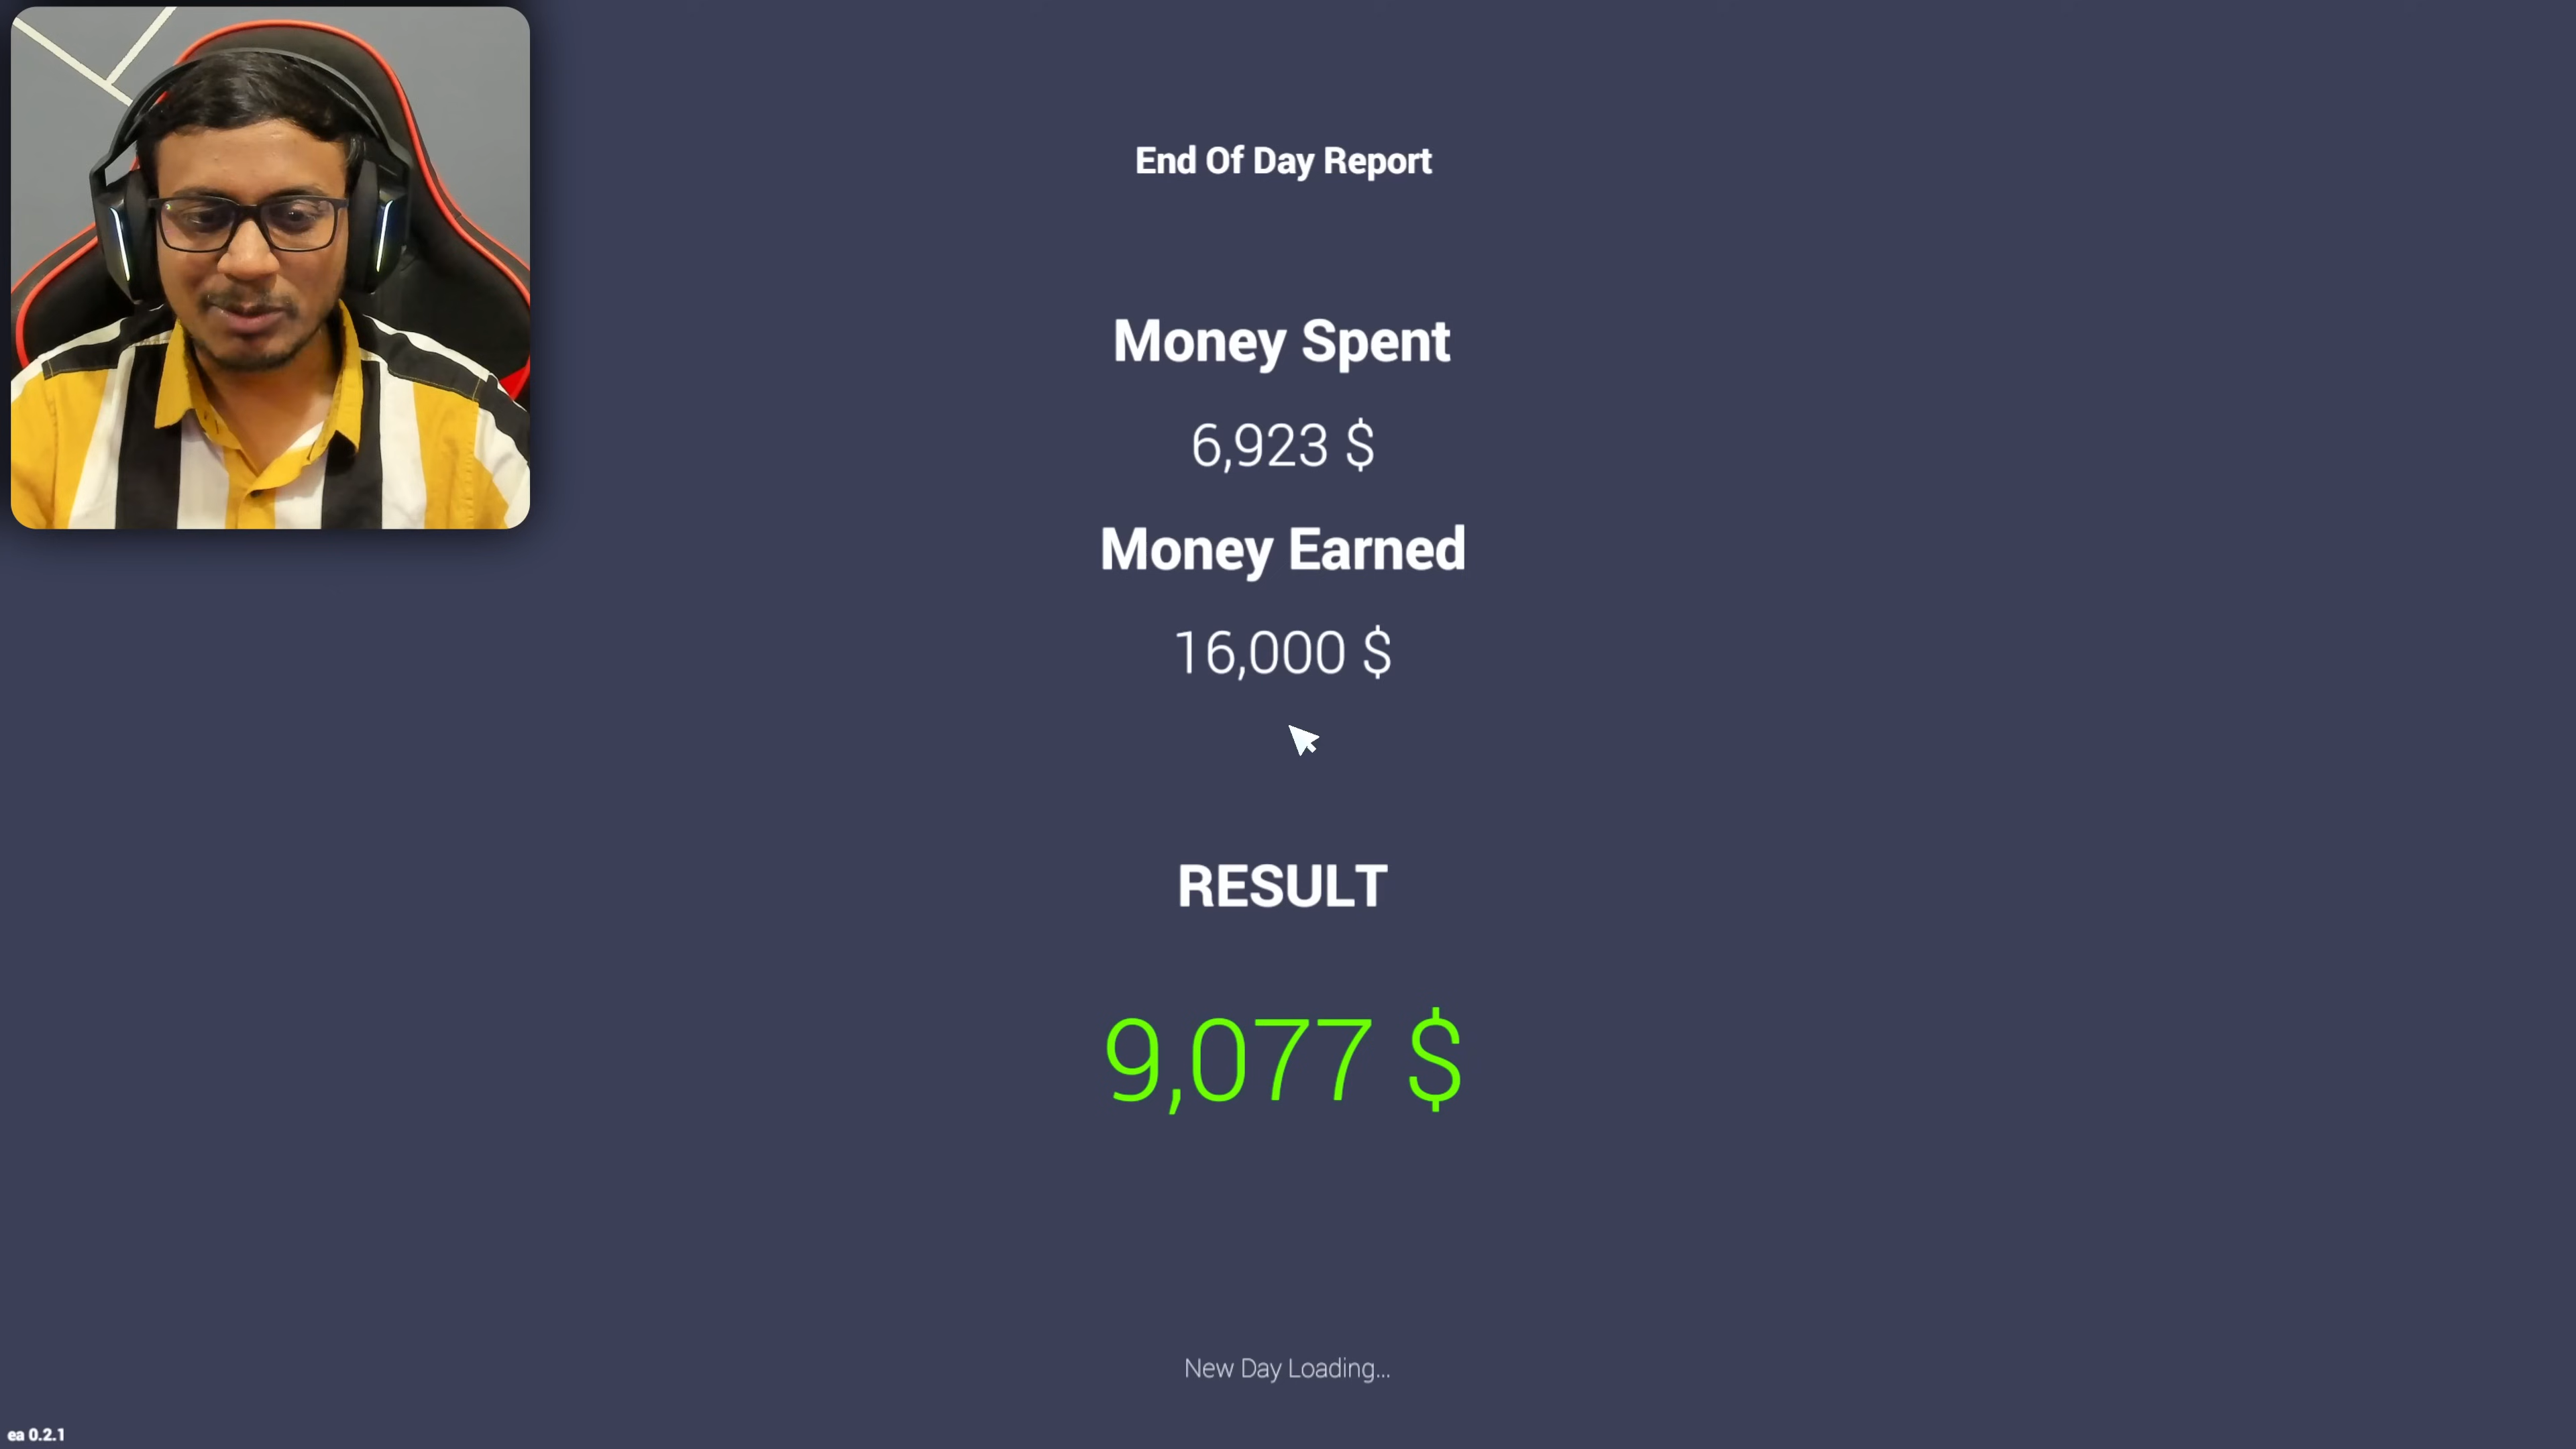 End Of Day Report
Money Spent
6,923 $
Money Earned
16,000 $
RESULT
9,077 $
New Day Loading...
ea 0.2.1